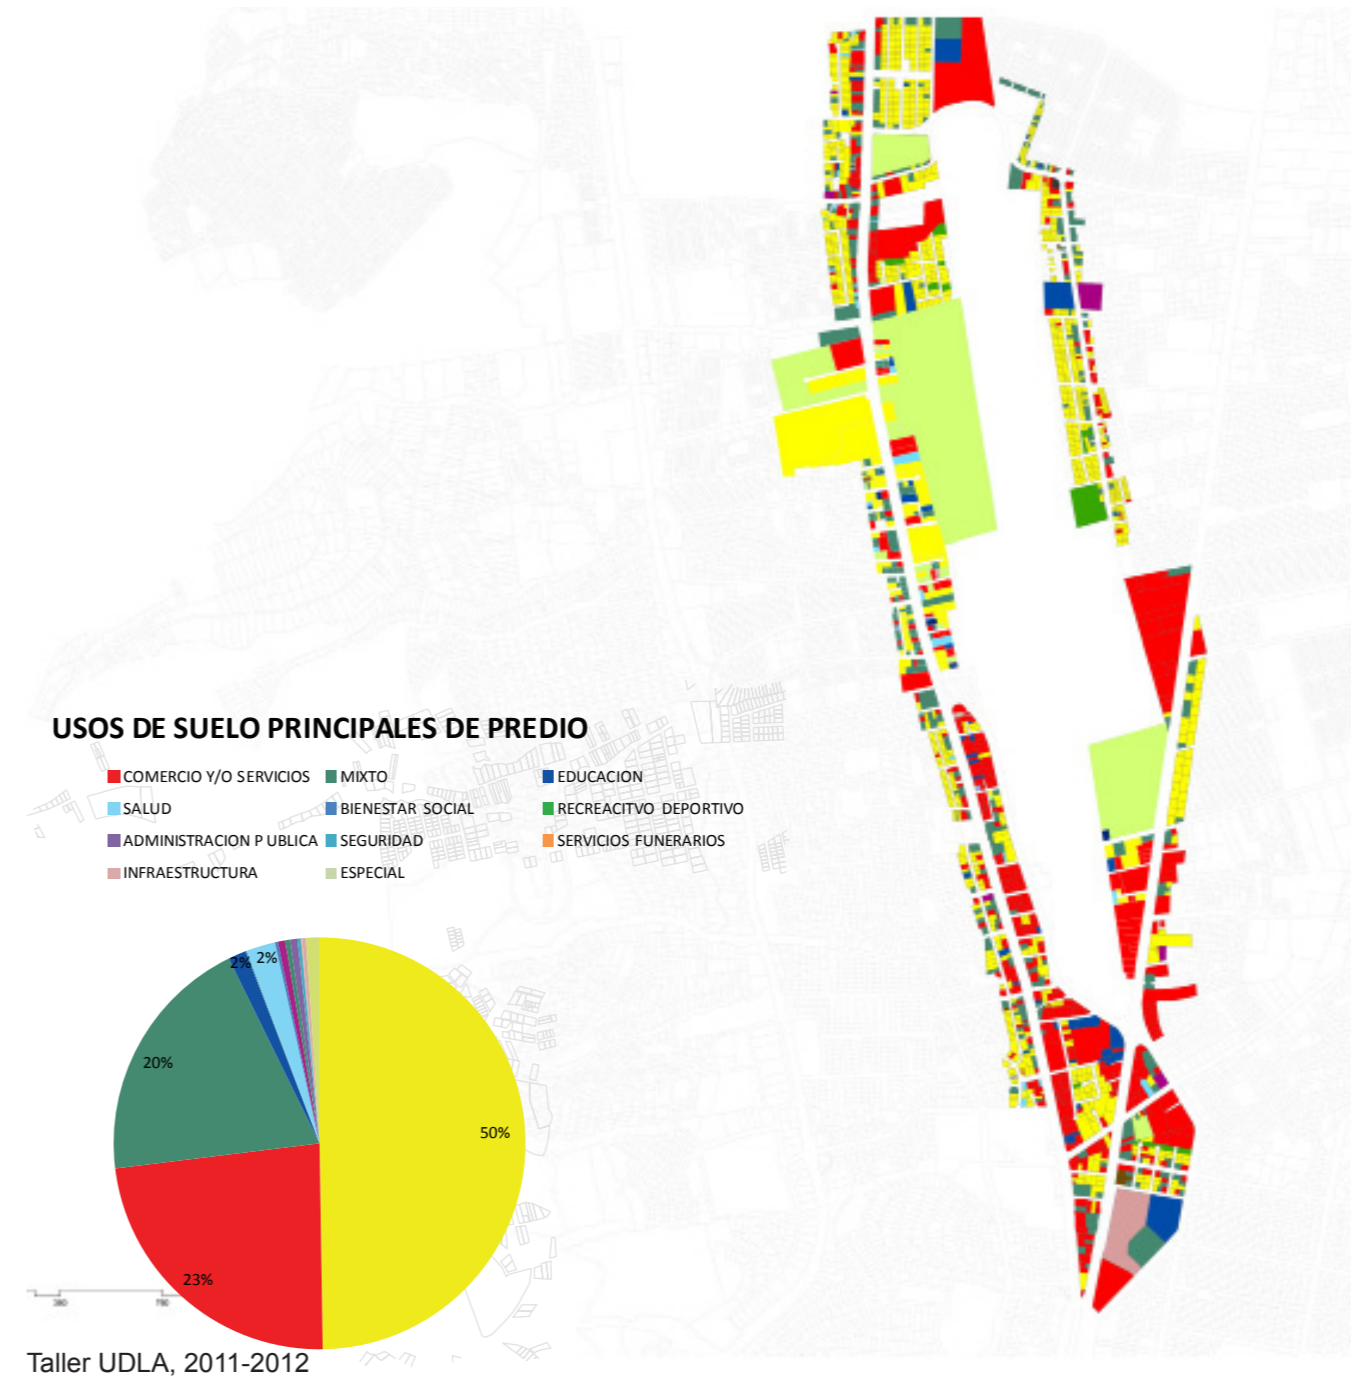 USOS DE SUELO PRINCIPALES DE PREDIO
COMERCIO Y/O SERVICIOS MIXTO EDUCACION
SALUD BIENESTAR SOCIAL RECREACITVO DEPORTIVO
ADMINISTRACION P UBLICA SEGURIDAD SERVICIOS FUNERARIOS
INFRAESTRUCTURA ESPECIAL
2% 2%
20%
50%
23%
Taller UDLA, 2011-2012